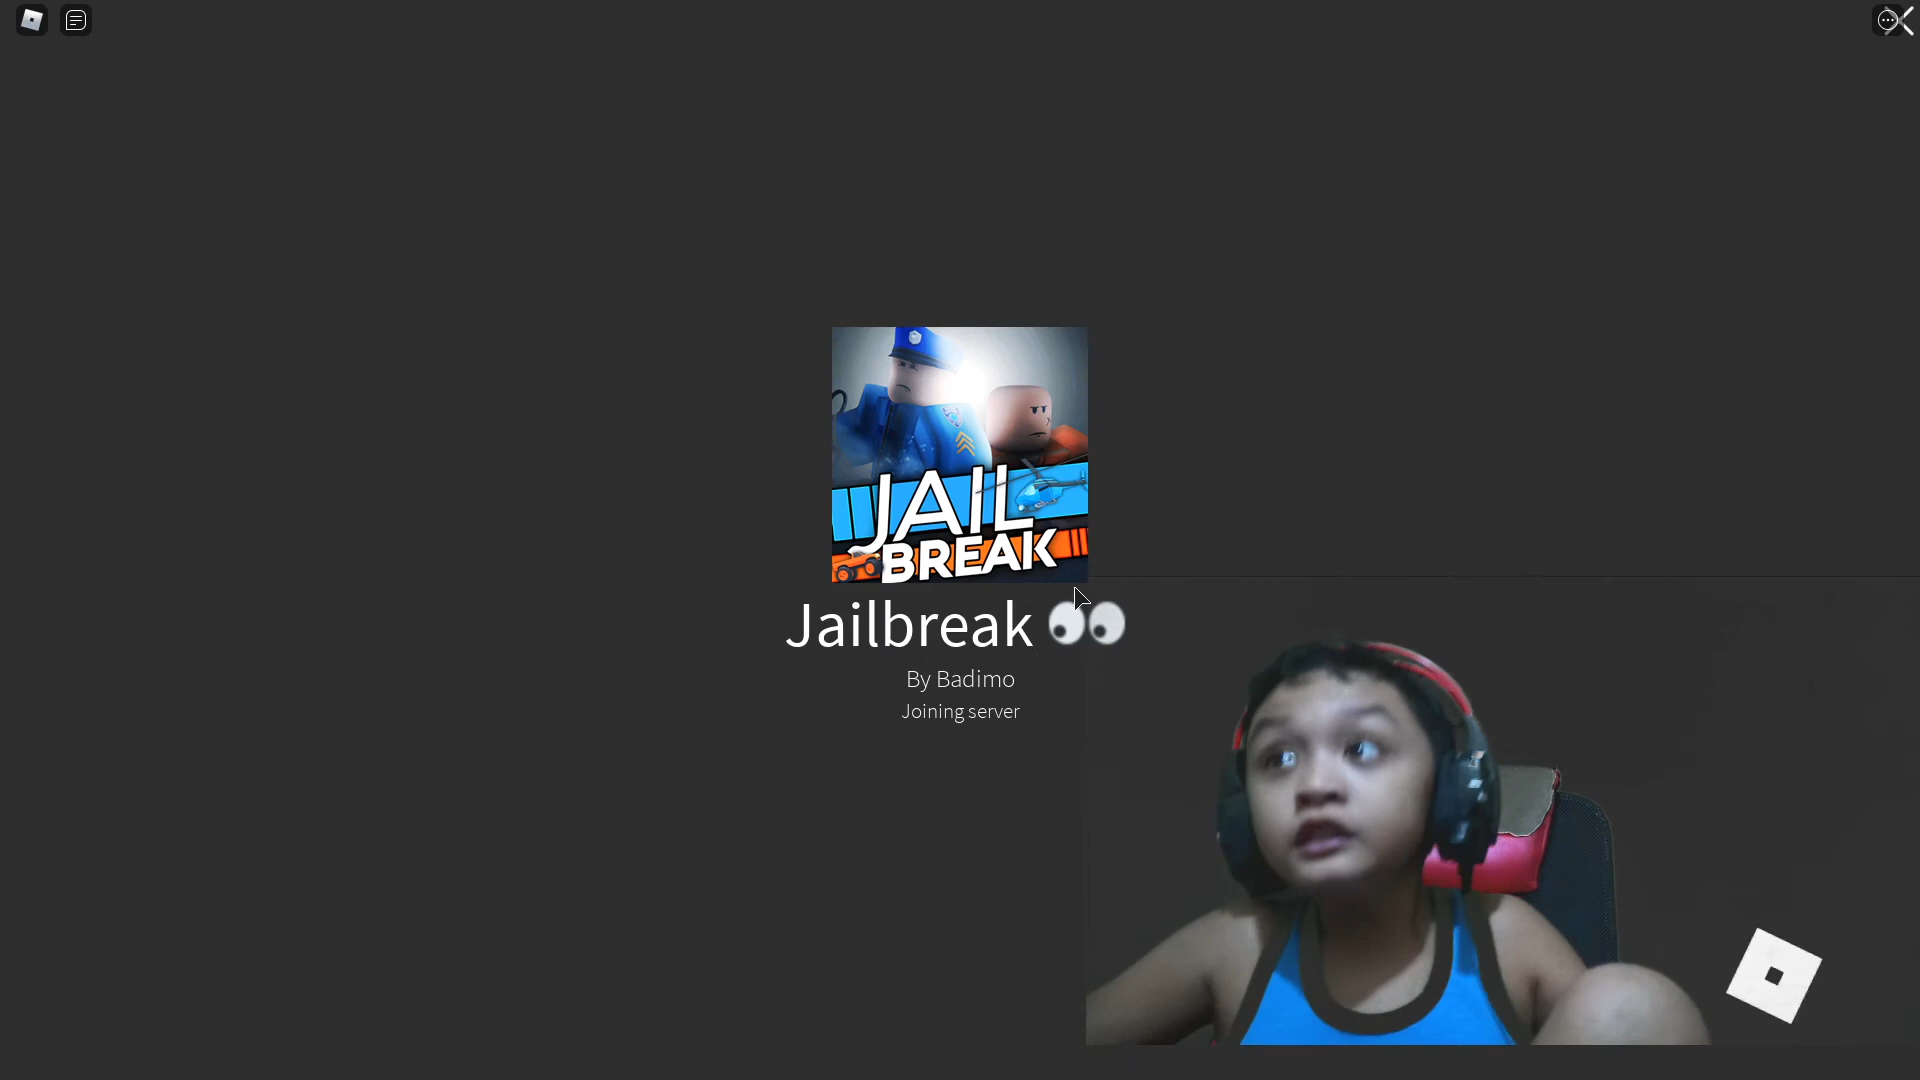 JAIL
BREAK
Jailbreak 👀
By Badimo
Joining server